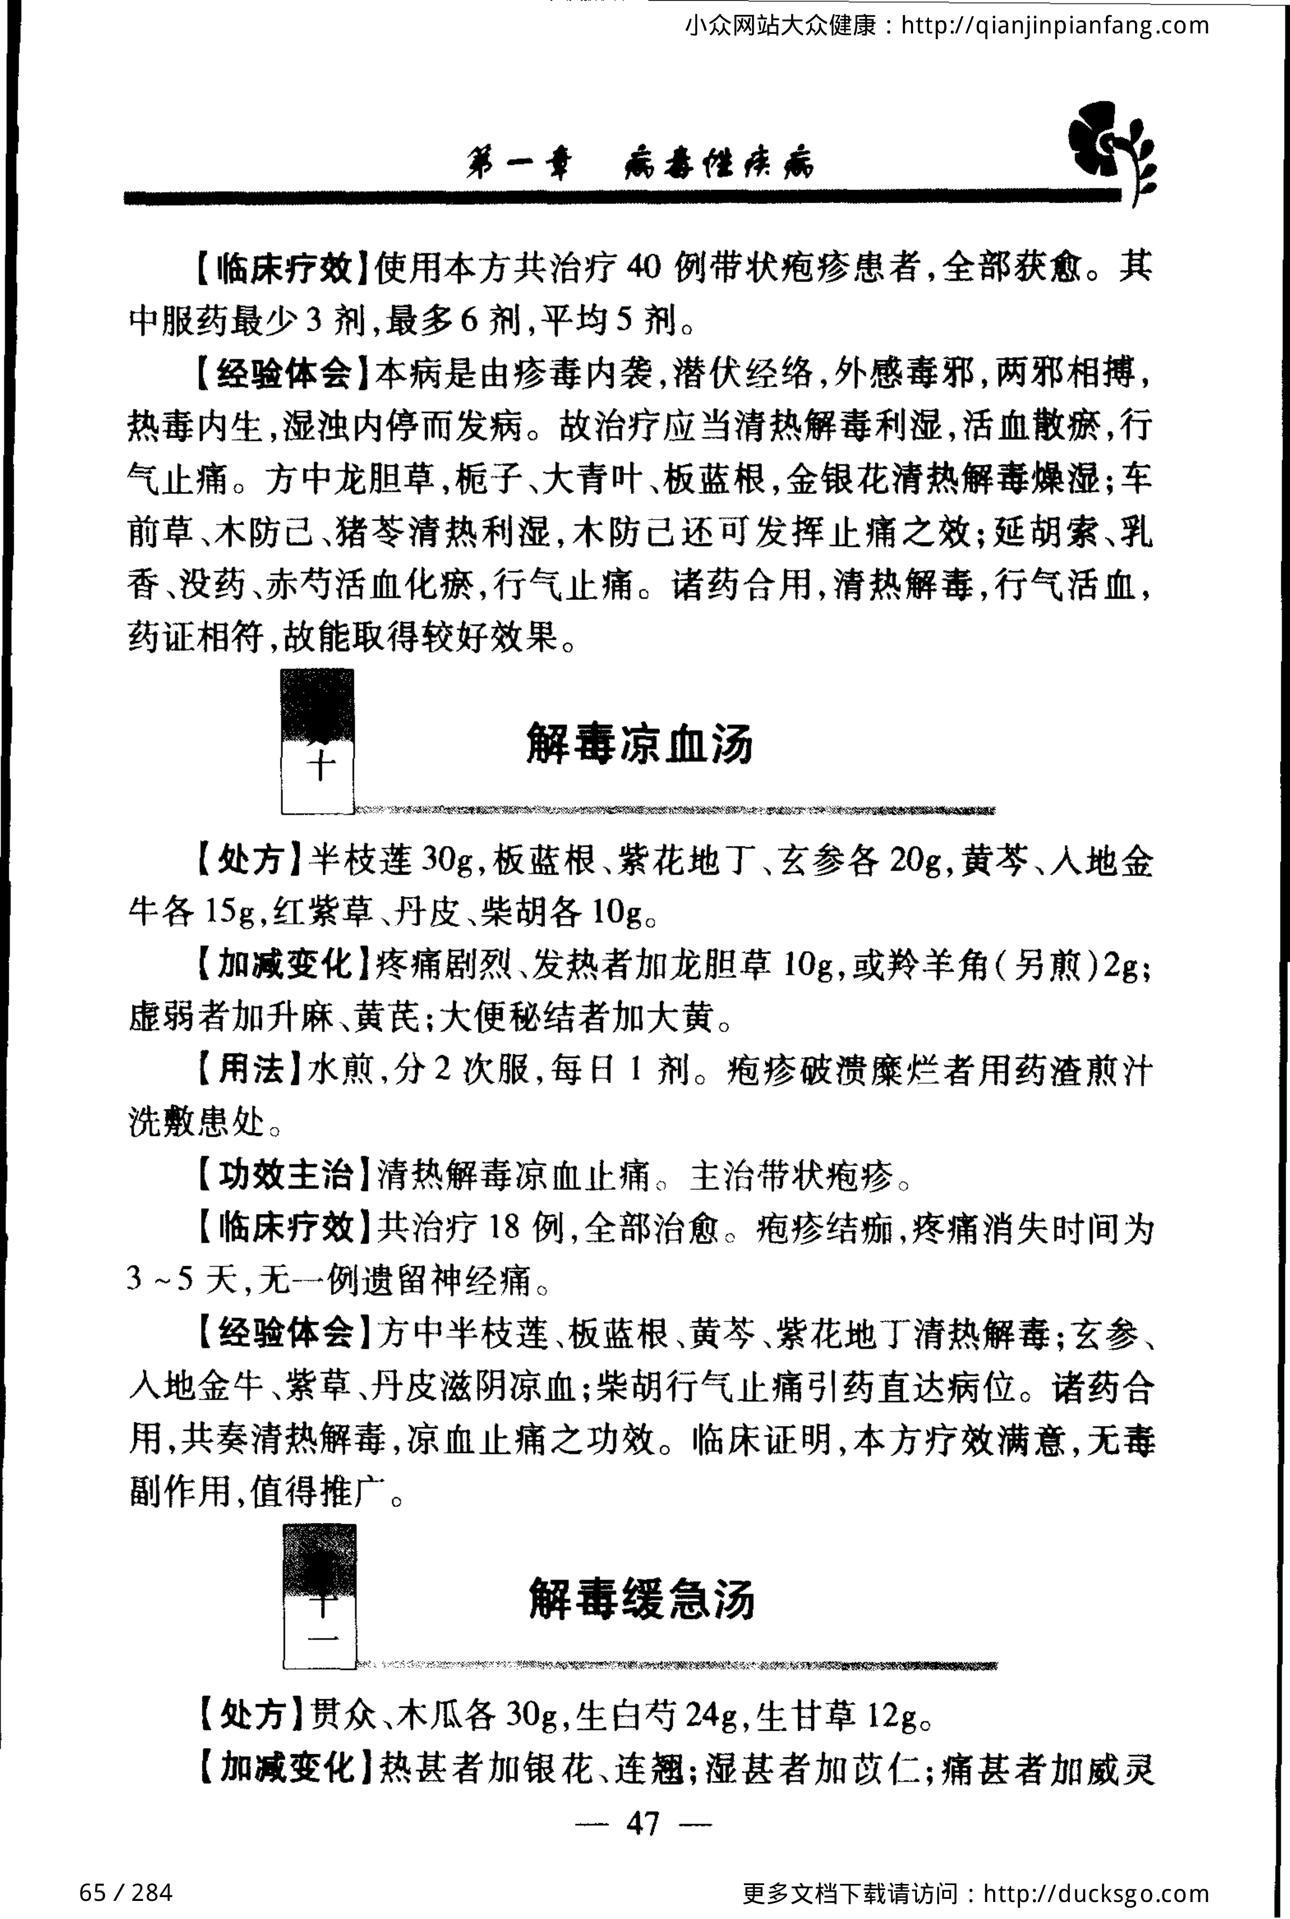 小众网站大众健康：http://qianjinpianfang.com
第一章 病毒性疾病
【临床疗效】使用本方共治疗 40 例带状疱疹患者,全部获愈。其
中服药最少 3 剂,最多 6 剂,平均 5 剂。
【经验体会】本病是由疹毒内袭,潜伏经络,外感毒邪,两邪相搏,
热毒内生,湿浊内停而发病。故治疗应当清热解毒利湿,活血散瘀,行
气止痛。方中龙胆草,栀子、大青叶、板蓝根,金银花清热解毒燥湿;车
前草、木防己、猪苓清热利湿,木防己还可发挥止痛之效;延胡索、乳
香、没药、赤芍活血化瘀,行气止痛。诸药合用,清热解毒,行气活血,
药证相符,故能取得较好效果。
十
解毒凉血汤
【处方】半枝莲 30g,板蓝根、紫花地丁、玄参各 20g,黄芩、入地金
牛各 15g,红紫草、丹皮、柴胡各 10g。
【加减变化】疼痛剧烈、发热者加龙胆草 10g,或羚羊角(另煎)2g;
虚弱者加升麻、黄芪;大便秘结者加大黄。
【用法】水煎,分 2 次服,每日 1 剂。疱疹破溃糜烂者用药渣煎汁
洗敷患处。
【功效主治】清热解毒凉血止痛。主治带状疱疹。
【临床疗效】共治疗 18 例,全部治愈。疱疹结痂,疼痛消失时间为
3～5 天,无一例遗留神经痛。
【经验体会】方中半枝莲、板蓝根、黄芩、紫花地丁清热解毒;玄参、
入地金牛、紫草、丹皮滋阴凉血;柴胡行气止痛引药直达病位。诸药合
用,共奏清热解毒,凉血止痛之功效。临床证明,本方疗效满意,无毒
副作用,值得推广。
十一
解毒缓急汤
【处方】贯众、木瓜各 30g,生白芍 24g,生甘草 12g。
【加减变化】热甚者加银花、连翘;湿甚者加苡仁;痛甚者加威灵
— 47 —
65 / 284
更多文档下载请访问：http://ducksgo.com